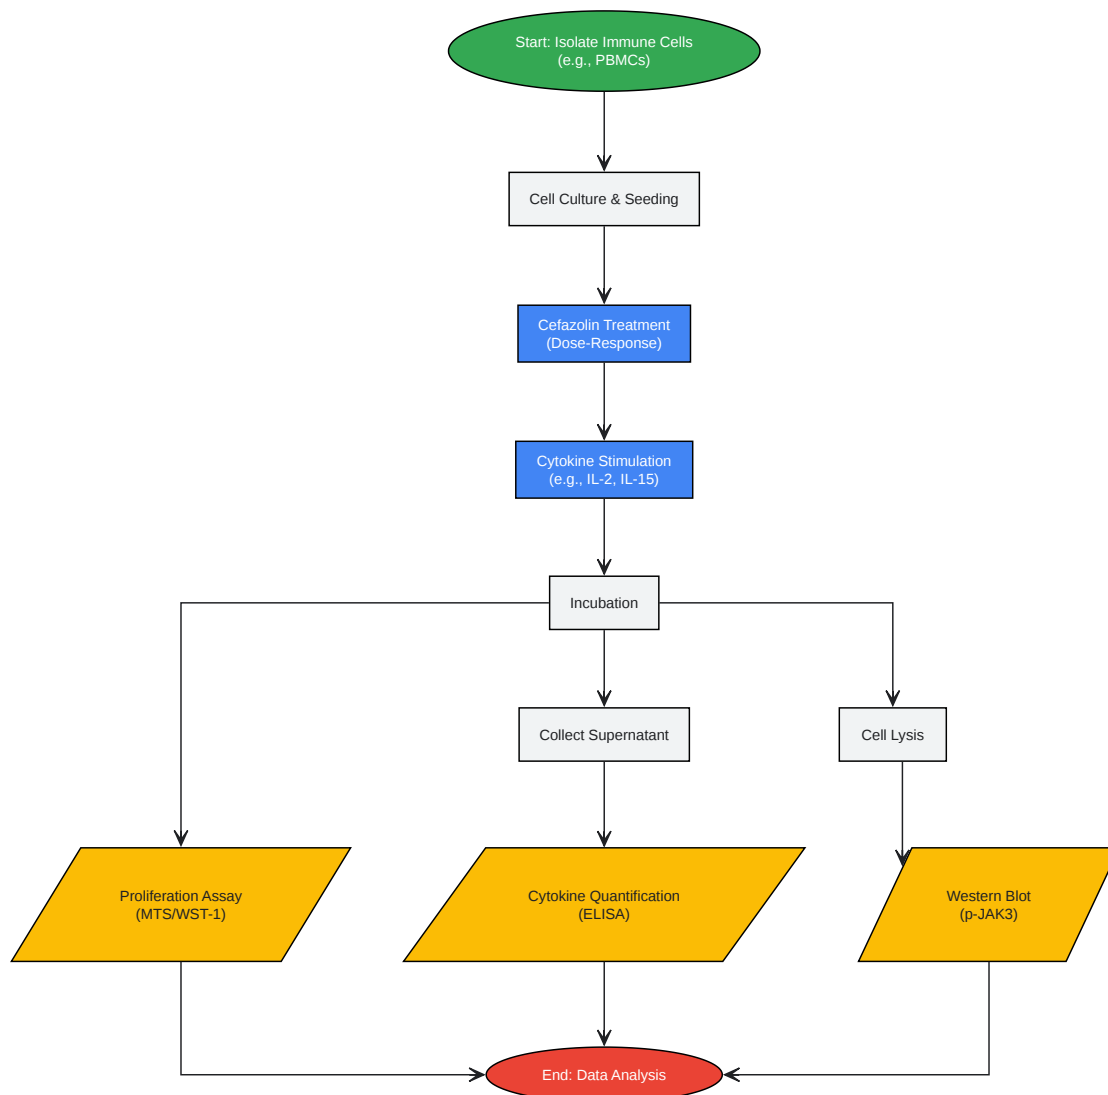 Start: Isolate Immune Cells
(e.g., PBMCs)
Cell Culture & Seeding
Cefazolin Treatment
(Dose-Response)
Cytokine Stimulation
(e.g., IL-2, IL-15)
Incubation
Collect Supernatant
Cell Lysis
Proliferation Assay
(MTS/WST-1)
Cytokine Quantification
(ELISA)
Western Blot
(p-JAK3)
End: Data Analysis